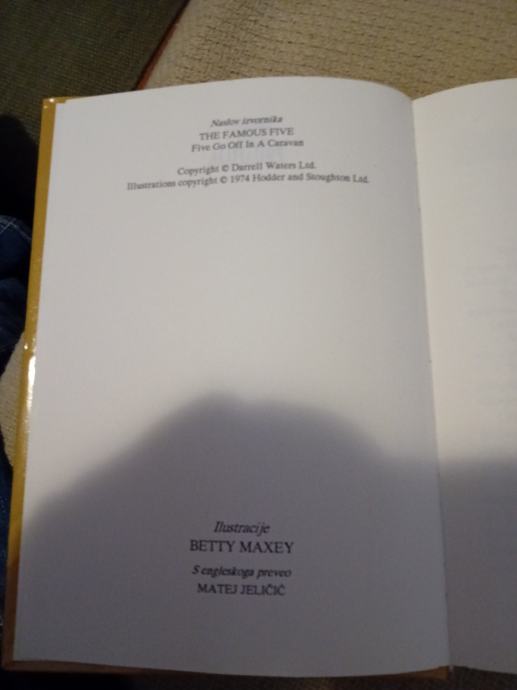 Naslov izvornika
THE FAMOUS FIVE
Five Go Off In A Caravan
Copyright © Darrell Waters Ltd.
Illustrations copyright © 1974 Hodder and Stoughton Ltd.
Ilustracije
BETTY MAXEY
S engleskoga preveo
MATEJ JELIČIĆ